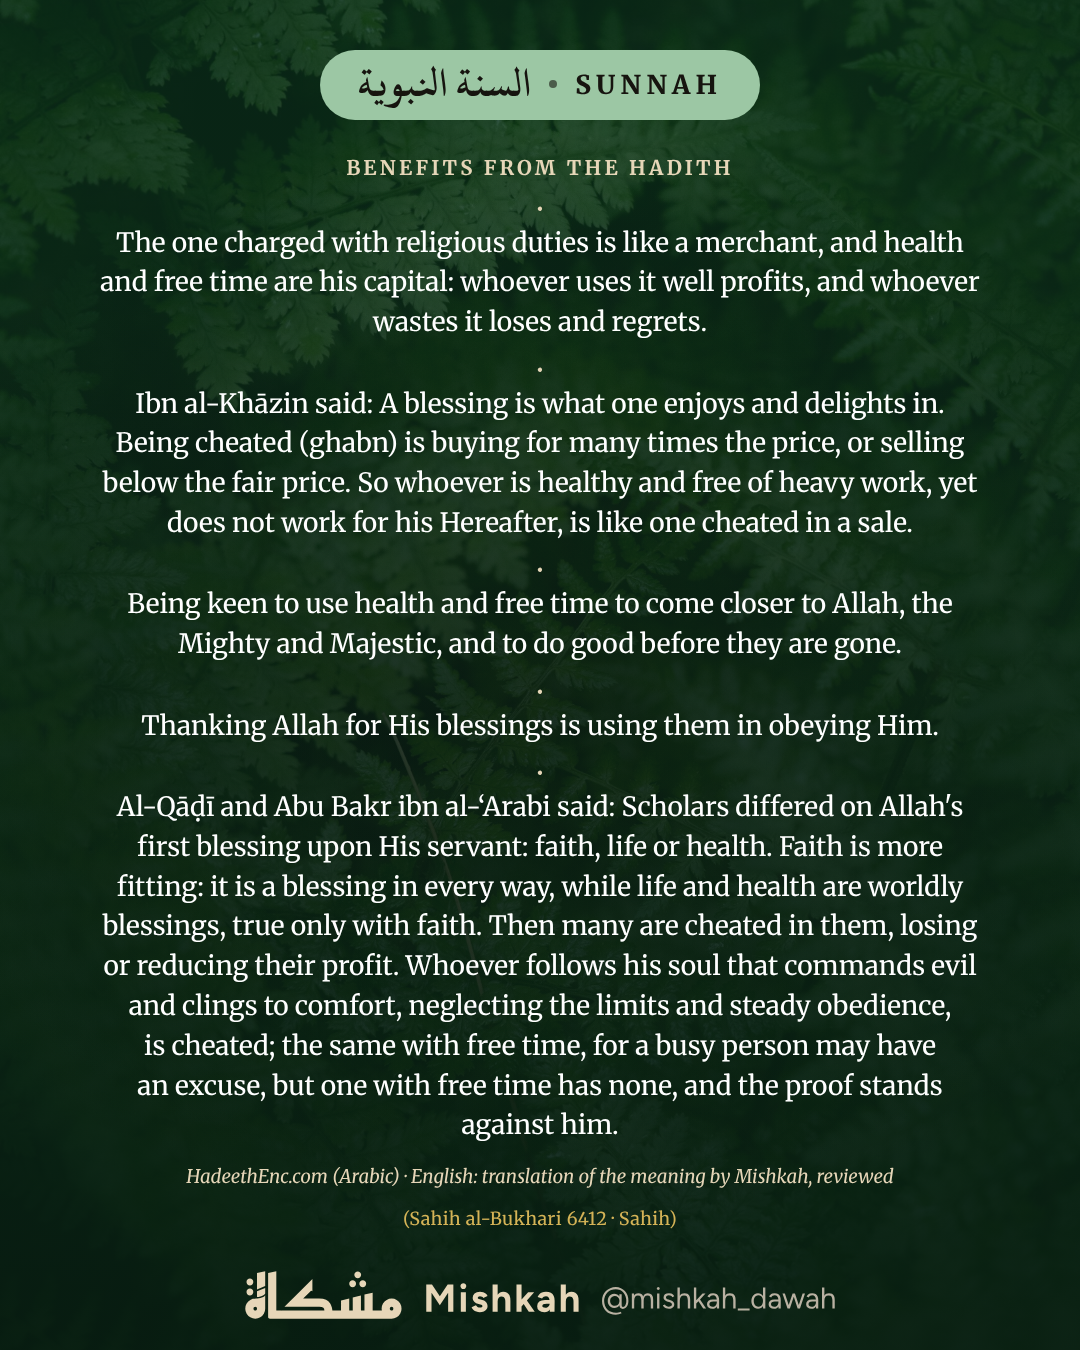 السنة النبوية • SUNNAH
BENEFITS FROM THE HADITH
•
The one charged with religious duties is like a merchant, and health
and free time are his capital: whoever uses it well profits, and whoever
wastes it loses and regrets.
•
Ibn al-Khāzin said: A blessing is what one enjoys and delights in.
Being cheated (ghabn) is buying for many times the price, or selling
below the fair price. So whoever is healthy and free of heavy work, yet
does not work for his Hereafter, is like one cheated in a sale.
•
Being keen to use health and free time to come closer to Allah, the
Mighty and Majestic, and to do good before they are gone.
•
Thanking Allah for His blessings is using them in obeying Him.
•
Al-Qāḍī and Abu Bakr ibn al-‘Arabi said: Scholars differed on Allah's
first blessing upon His servant: faith, life or health. Faith is more
fitting: it is a blessing in every way, while life and health are worldly
blessings, true only with faith. Then many are cheated in them, losing
or reducing their profit. Whoever follows his soul that commands evil
and clings to comfort, neglecting the limits and steady obedience,
is cheated; the same with free time, for a busy person may have
an excuse, but one with free time has none, and the proof stands
against him.
HadeethEnc.com (Arabic) · English: translation of the meaning by Mishkah, reviewed
(Sahih al-Bukhari 6412 · Sahih)
مشكاة Mishkah @mishkah_dawah